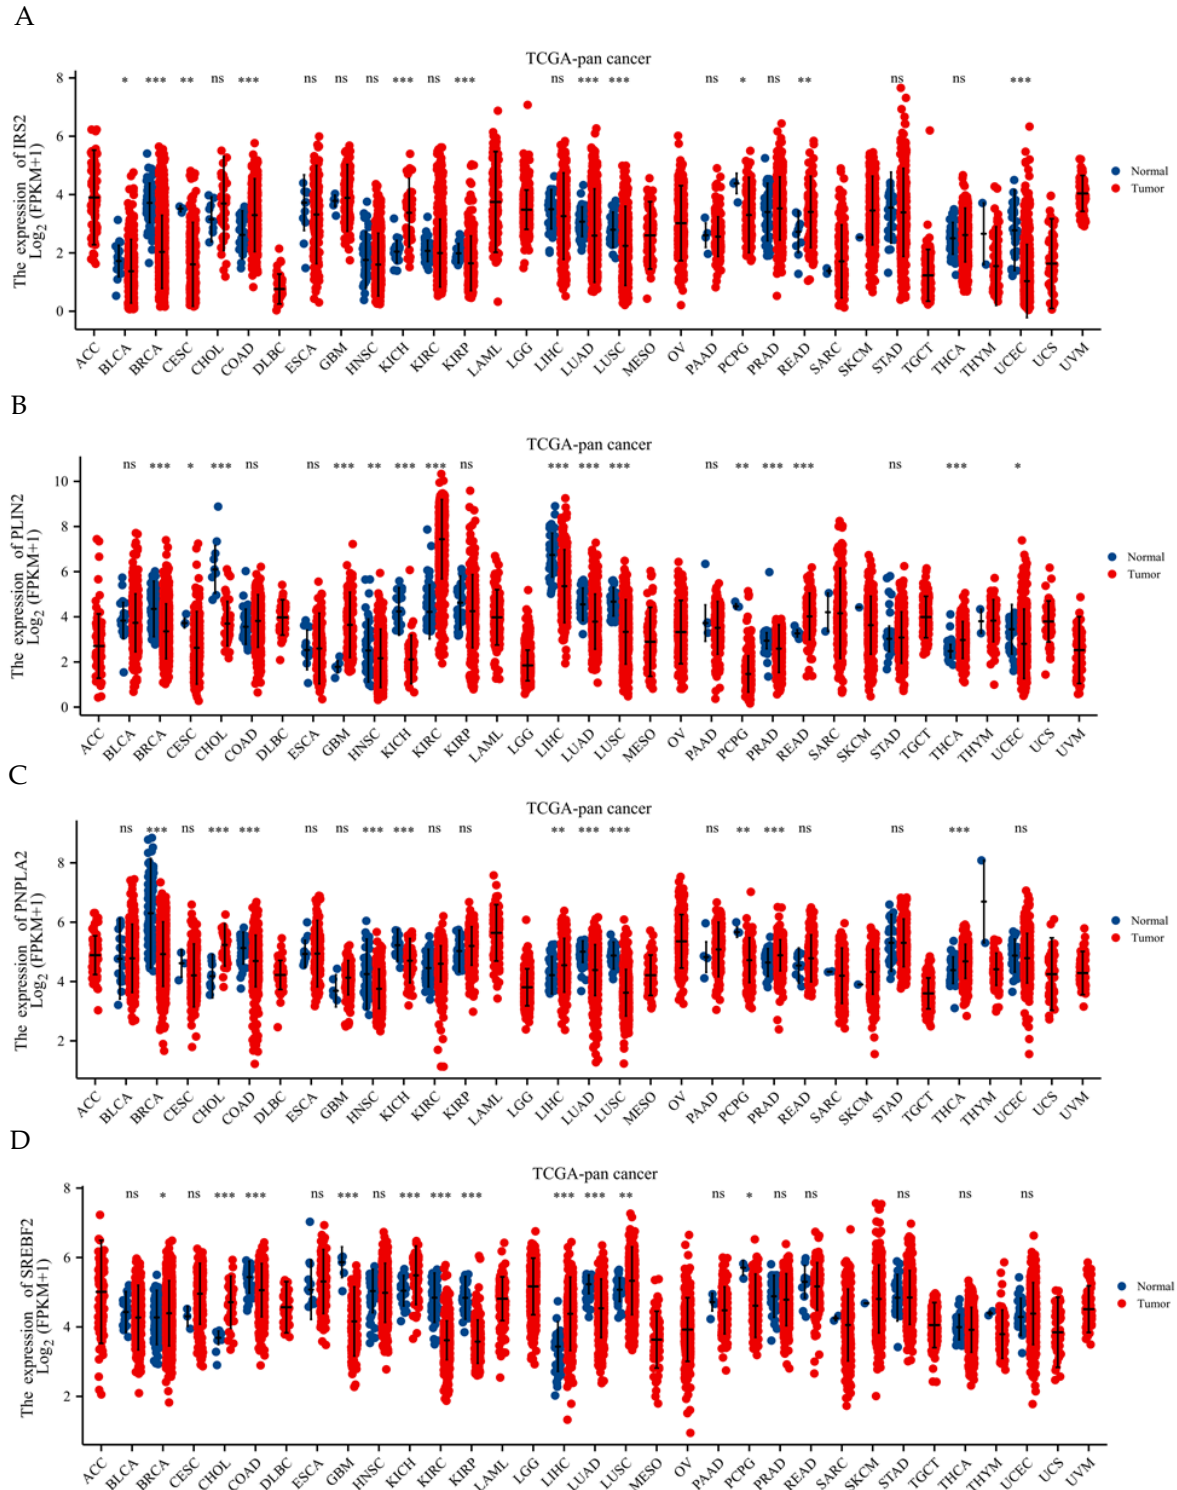 A
TCGA-pan cancer
The expression of IRS2
Log2 (FPKM+1)
8
6
4
2
0
* *** ** ns *** ns ns ns *** ns *** ns *** *** ns * ns ** ns ns ***
Normal
Tumor
ACC BLCA BRCA CESC CHOL COAD DLBC ESCA GBM HNSC KICH KIRC KIRP LAML LGG LIHC LUAD LUSC MESO OV PAAD PCPG PRAD READ SARC SKCM STAD TGCT THCA THYM UCEC UCS UVM
B
TCGA-pan cancer
The expression of PLIN2
Log2 (FPKM+1)
10
8
6
4
2
0
ns *** * *** ns ns *** ** *** *** ns *** *** *** ns ** *** *** ns *** *
Normal
Tumor
ACC BLCA BRCA CESC CHOL COAD DLBC ESCA GBM HNSC KICH KIRC KIRP LAML LGG LIHC LUAD LUSC MESO OV PAAD PCPG PRAD READ SARC SKCM STAD TGCT THCA THYM UCEC UCS UVM
C
TCGA-pan cancer
The expression of PNPLA2
Log2 (FPKM+1)
8
6
4
2
ns *** ns *** *** ns ns *** *** ns ns ** *** *** ns ** *** ns ns *** ns
Normal
Tumor
ACC BLCA BRCA CESC CHOL COAD DLBC ESCA GBM HNSC KICH KIRC KIRP LAML LGG LIHC LUAD LUSC MESO OV PAAD PCPG PRAD READ SARC SKCM STAD TGCT THCA THYM UCEC UCS UVM
D
TCGA-pan cancer
The expression of SREBF2
Log2 (FPKM+1)
8
6
4
2
ns * ns *** *** ns *** ns *** *** *** *** *** ** ns * ns ns ns ns ns
Normal
Tumor
ACC BLCA BRCA CESC CHOL COAD DLBC ESCA GBM HNSC KICH KIRC KIRP LAML LGG LIHC LUAD LUSC MESO OV PAAD PCPG PRAD READ SARC SKCM STAD TGCT THCA THYM UCEC UCS UVM